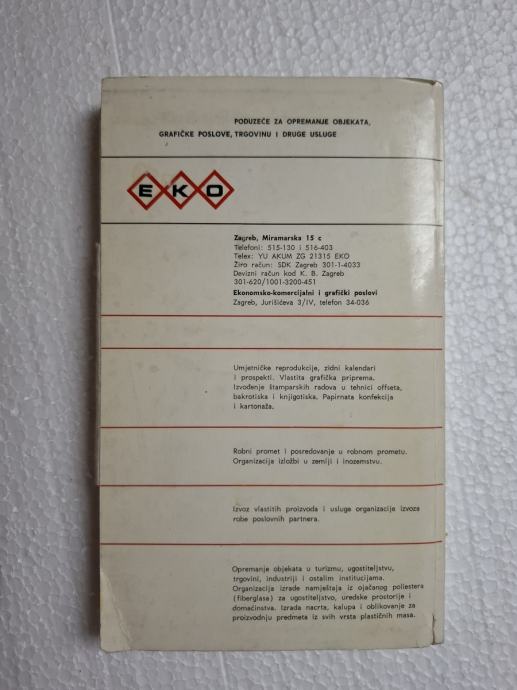 PODUZEĆE ZA OPREMANJE OBJEKATA,
GRAFIČKE POSLOVE, TRGOVINU I DRUGE USLUGE
EKO
Zagreb, Miramarska 15 c
Telefoni: 515-130 i 516-403
Telex: YU AKUM ZG 21315 EKO
Žiro račun: SDK Zagreb 301-1-4033
Devizni račun kod K. B. Zagreb
301-620/1001-3200-451
Ekonomsko-komercijalni i grafički poslovi
Zagreb, Jurišićeva 3/IV, telefon 34-036
Umjetničke reprodukcije, zidni kalendari
i prospekti. Vlastita grafička priprema.
Izvođenje štamparskih radova u tehnici offseta,
bakrotiska i knjigotiska. Papirnata konfekcija
i kartonaža.
Robni promet i posredovanje u robnom prometu.
Organizacija izložbi u zemlji i inozemstvu.
Izvoz vlastitih proizvoda i usluge organizacije izvoza
robe poslovnih partnera.
Opremanje objekata u turizmu, ugostiteljstvu,
trgovini, industriji i ostalim institucijama.
Organizacija izrade namještaja iz ojačanog poliestera
(fiberglasa) za ugostiteljstvo, uredske prostorije i
domaćinstva. Izrada nacrta, kalupa i oblikovanje za
proizvodnju predmeta iz svih vrsta plastičnih masa.